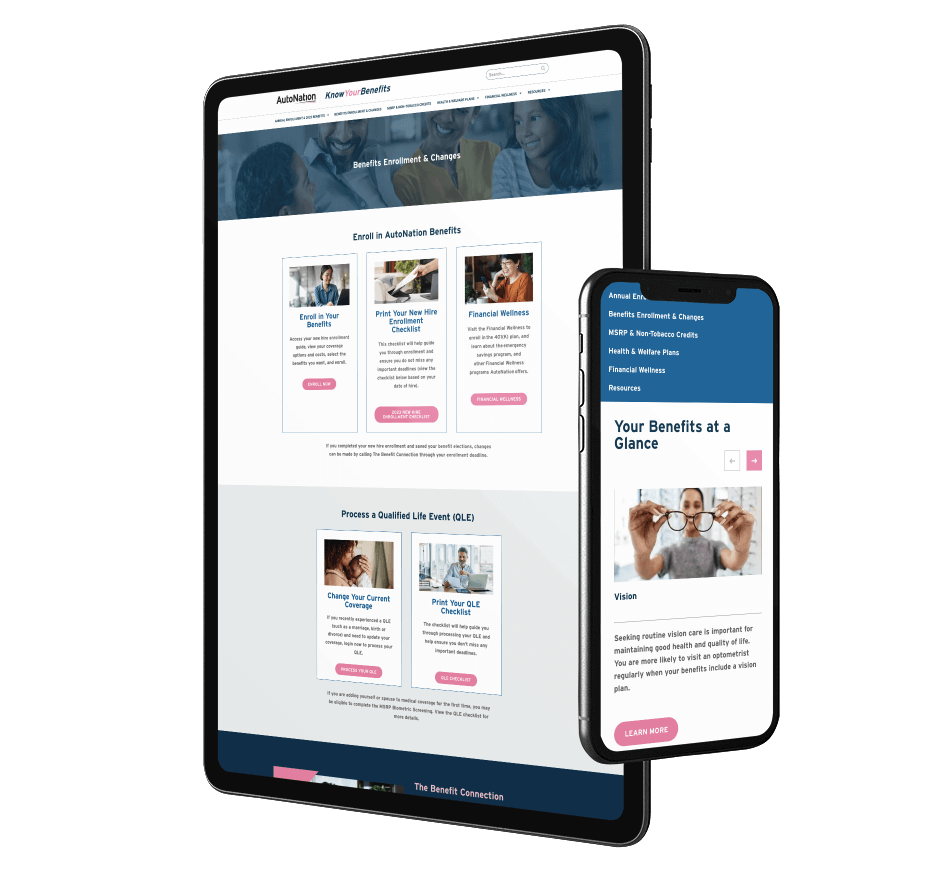 AutoNation
KnowYourBenefits
Search...
ANNUAL ENROLLMENT & 2023 BENEFITS
BENEFITS ENROLLMENT & CHANGES
MSRP & NON-TOBACCO CREDITS
HEALTH & WELFARE PLANS
FINANCIAL WELLNESS
RESOURCES
Benefits Enrollment & Changes
Enroll in AutoNation Benefits
Enroll in Your
Benefits
Access your new hire enrollment
guide, view your coverage
options and costs, select the
benefits you want, and enroll.
ENROLL NOW
Print Your New Hire
Enrollment
Checklist
This checklist will help guide
you through enrollment and
ensure you do not miss any
important deadlines (view the
checklist below based on your
date of hire).
2023 NEW HIRE
ENROLLMENT CHECKLIST
Financial Wellness
Visit the Financial Wellness to
enroll in the 401(K) plan, and
learn about the emergency
savings program, and
other Financial Wellness
programs AutoNation offers.
FINANCIAL WELLNESS
If you completed your new hire enrollment and saved your benefit elections, changes
can be made by calling The Benefit Connection through your enrollment deadline.
Process a Qualified Life Event (QLE)
Change Your Current
Coverage
If you recently experienced a QLE
(such as a marriage, birth or
divorce) and need to update your
coverage, login now to process your
QLE.
PROCESS YOUR QLE
Print Your QLE
Checklist
The checklist will help guide you
through processing your QLE and
help ensure you don't miss any
important deadlines.
QLE CHECKLIST
If you are adding yourself or spouse to medical coverage for the first time, you may
be eligible to complete the MSRP Biometric Screening. View the QLE checklist for
more details.
The Benefit Connection
Annual Enro
Benefits Enrollment & Changes
MSRP & Non-Tobacco Credits
Health & Welfare Plans
Financial Wellness
Resources
Your Benefits at a
Glance
Vision
Seeking routine vision care is important for
maintaining good health and quality of life.
You are more likely to visit an optometrist
regularly when your benefits include a vision
plan.
LEARN MORE